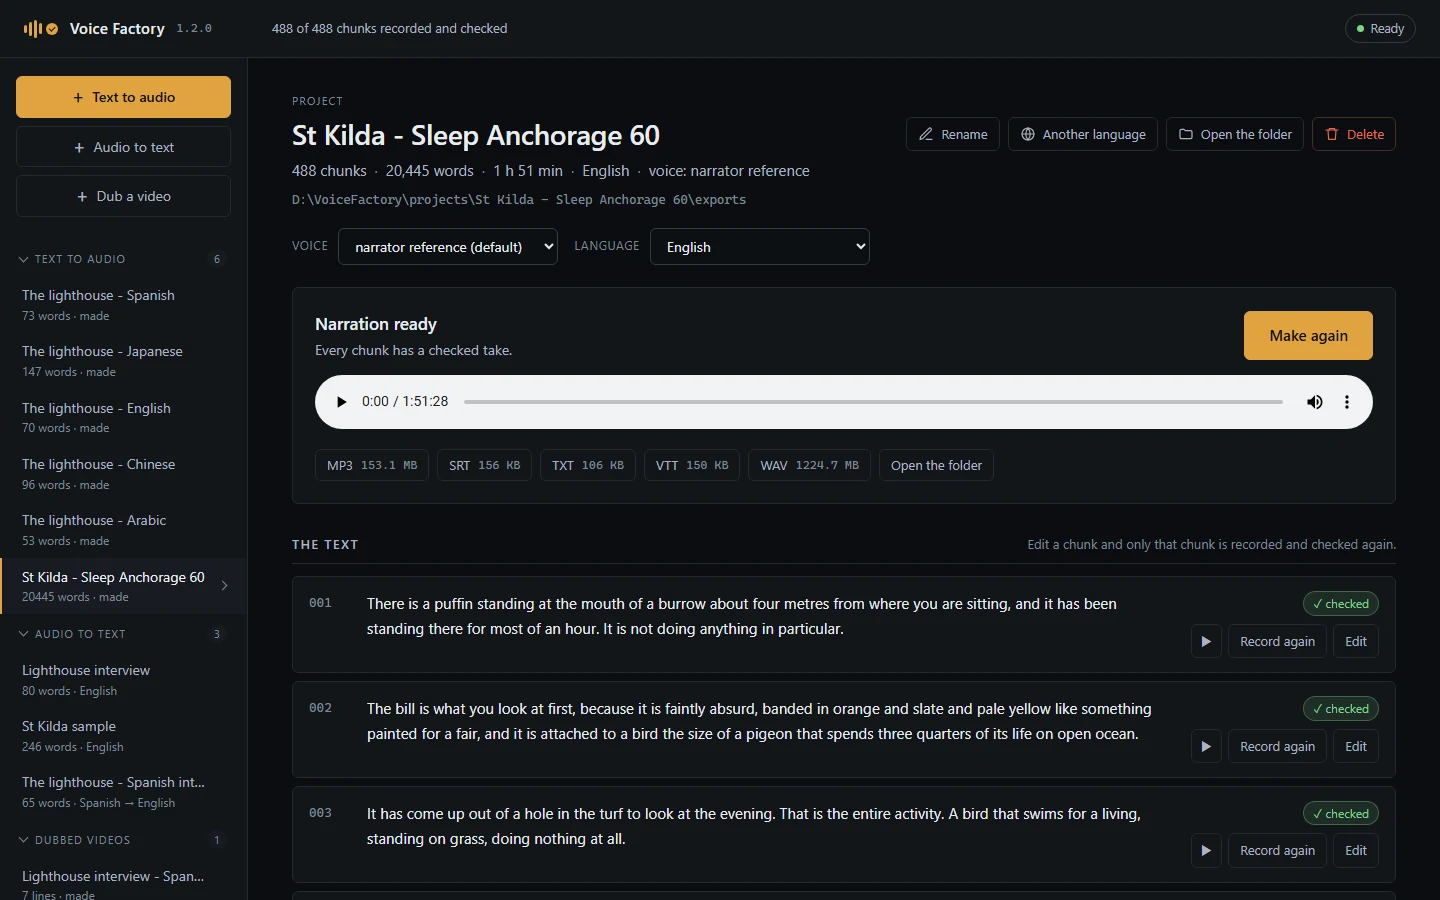 Voice Factory 1.2.0
488 of 488 chunks recorded and checked
Ready
+ Text to audio
+ Audio to text
+ Dub a video
TEXT TO AUDIO 6
The lighthouse - Spanish
73 words · made
The lighthouse - Japanese
147 words · made
The lighthouse - English
70 words · made
The lighthouse - Chinese
96 words · made
The lighthouse - Arabic
53 words · made
St Kilda - Sleep Anchorage 60
20445 words · made
AUDIO TO TEXT 3
Lighthouse interview
80 words · English
St Kilda sample
246 words · English
The lighthouse - Spanish int...
65 words · Spanish → English
DUBBED VIDEOS 1
Lighthouse interview - Span...
7 lines · made
PROJECT
St Kilda - Sleep Anchorage 60
Rename
Another language
Open the folder
Delete
488 chunks · 20,445 words · 1 h 51 min · English · voice: narrator reference
D:\VoiceFactory\projects\St Kilda - Sleep Anchorage 60\exports
VOICE narrator reference (default) LANGUAGE English
Narration ready
Every chunk has a checked take.
Make again
0:00 / 1:51:28
MP3 153.1 MB SRT 156 KB TXT 106 KB VTT 150 KB WAV 1224.7 MB Open the folder
THE TEXT
Edit a chunk and only that chunk is recorded and checked again.
001
There is a puffin standing at the mouth of a burrow about four metres from where you are sitting, and it has been
standing there for most of an hour. It is not doing anything in particular.
✓ checked
Record again Edit
002
The bill is what you look at first, because it is faintly absurd, banded in orange and slate and pale yellow like something
painted for a fair, and it is attached to a bird the size of a pigeon that spends three quarters of its life on open ocean.
✓ checked
Record again Edit
003
It has come up out of a hole in the turf to look at the evening. That is the entire activity. A bird that swims for a living,
standing on grass, doing nothing at all.
✓ checked
Record again Edit